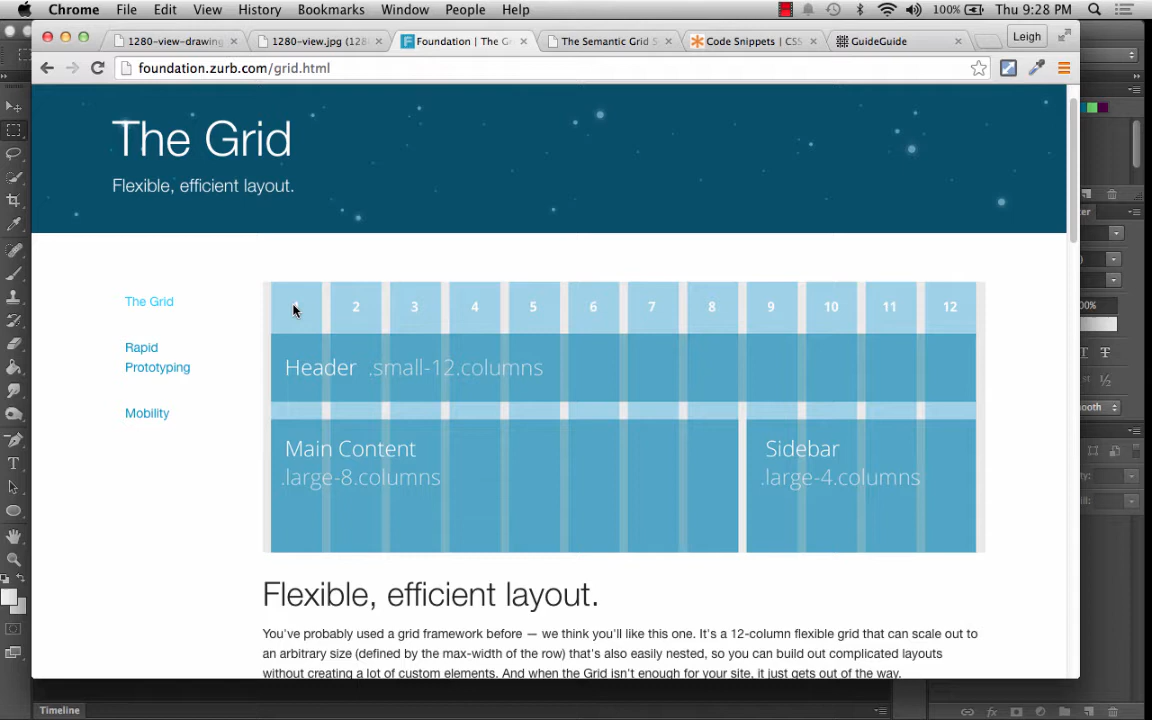 Chrome File Edit View History Bookmarks Window People Help 100% Thu 9:28 PM
1280-view-drawin
1280-view.jpg (128
Foundation | The G
The Semantic Grid S
Code Snippets | CSS
GuideGuide
Leigh
foundation.zurb.com/grid.html
The Grid
Flexible, efficient layout.
The Grid
Rapid
Prototyping
Mobility
2 3 4 5 6 7 8 9 10 11 12
Header .small-12.columns
Main Content
.large-8.columns
Sidebar
.large-4.columns
Flexible, efficient layout.
You've probably used a grid framework before — we think you'll like this one. It's a 12-column flexible grid that can scale out to
an arbitrary size (defined by the max-width of the row) that's also easily nested, so you can build out complicated layouts
without creating a lot of custom elements. And when the Grid isn't enough for your site, it just gets out of the way.
Timeline